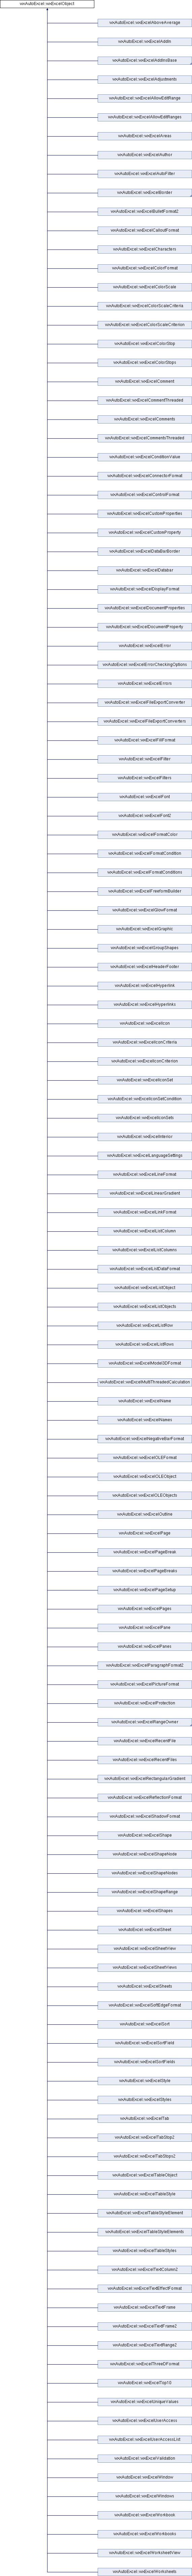 wxAutoExcel::wxExcelObject
wxAutoExcel::wxExcelAboveAverage
wxAutoExcel::wxExcelAddIn
wxAutoExcel::wxExcelAddInsBase
wxAutoExcel::wxExcelAdjustments
wxAutoExcel::wxExcelAllowEditRange
wxAutoExcel::wxExcelAllowEditRanges
wxAutoExcel::wxExcelAreas
wxAutoExcel::wxExcelAuthor
wxAutoExcel::wxExcelAutoFilter
wxAutoExcel::wxExcelBorder
wxAutoExcel::wxExcelBulletFormat2
wxAutoExcel::wxExcelCalloutFormat
wxAutoExcel::wxExcelCharacters
wxAutoExcel::wxExcelColorFormat
wxAutoExcel::wxExcelColorScale
wxAutoExcel::wxExcelColorScaleCriteria
wxAutoExcel::wxExcelColorScaleCriterion
wxAutoExcel::wxExcelColorStop
wxAutoExcel::wxExcelColorStops
wxAutoExcel::wxExcelComment
wxAutoExcel::wxExcelCommentThreaded
wxAutoExcel::wxExcelComments
wxAutoExcel::wxExcelCommentsThreaded
wxAutoExcel::wxExcelConditionValue
wxAutoExcel::wxExcelConnectorFormat
wxAutoExcel::wxExcelControlFormat
wxAutoExcel::wxExcelCustomProperties
wxAutoExcel::wxExcelCustomProperty
wxAutoExcel::wxExcelDataBarBorder
wxAutoExcel::wxExcelDatabar
wxAutoExcel::wxExcelDisplayFormat
wxAutoExcel::wxExcelDocumentProperties
wxAutoExcel::wxExcelDocumentProperty
wxAutoExcel::wxExcelError
wxAutoExcel::wxExcelErrorCheckingOptions
wxAutoExcel::wxExcelErrors
wxAutoExcel::wxExcelFileExportConverter
wxAutoExcel::wxExcelFileExportConverters
wxAutoExcel::wxExcelFillFormat
wxAutoExcel::wxExcelFilter
wxAutoExcel::wxExcelFilters
wxAutoExcel::wxExcelFont
wxAutoExcel::wxExcelFont2
wxAutoExcel::wxExcelFormatColor
wxAutoExcel::wxExcelFormatCondition
wxAutoExcel::wxExcelFormatConditions
wxAutoExcel::wxExcelFreeformBuilder
wxAutoExcel::wxExcelGlowFormat
wxAutoExcel::wxExcelGraphic
wxAutoExcel::wxExcelGroupShapes
wxAutoExcel::wxExcelHeaderFooter
wxAutoExcel::wxExcelHyperlink
wxAutoExcel::wxExcelHyperlinks
wxAutoExcel::wxExcelIcon
wxAutoExcel::wxExcelIconCriteria
wxAutoExcel::wxExcelIconCriterion
wxAutoExcel::wxExcelIconSet
wxAutoExcel::wxExcelIconSetCondition
wxAutoExcel::wxExcelIconSets
wxAutoExcel::wxExcelInterior
wxAutoExcel::wxExcelLanguageSettings
wxAutoExcel::wxExcelLineFormat
wxAutoExcel::wxExcelLinearGradient
wxAutoExcel::wxExcelLinkFormat
wxAutoExcel::wxExcelListColumn
wxAutoExcel::wxExcelListColumns
wxAutoExcel::wxExcelListDataFormat
wxAutoExcel::wxExcelListObject
wxAutoExcel::wxExcelListObjects
wxAutoExcel::wxExcelListRow
wxAutoExcel::wxExcelListRows
wxAutoExcel::wxExcelModel3DFormat
wxAutoExcel::wxExcelMultiThreadedCalculation
wxAutoExcel::wxExcelName
wxAutoExcel::wxExcelNames
wxAutoExcel::wxExcelNegativeBarFormat
wxAutoExcel::wxExcelOLEFormat
wxAutoExcel::wxExcelOLEObject
wxAutoExcel::wxExcelOLEObjects
wxAutoExcel::wxExcelOutline
wxAutoExcel::wxExcelPage
wxAutoExcel::wxExcelPageBreak
wxAutoExcel::wxExcelPageBreaks
wxAutoExcel::wxExcelPageSetup
wxAutoExcel::wxExcelPages
wxAutoExcel::wxExcelPane
wxAutoExcel::wxExcelPanes
wxAutoExcel::wxExcelParagraphFormat2
wxAutoExcel::wxExcelPictureFormat
wxAutoExcel::wxExcelProtection
wxAutoExcel::wxExcelRangeOwner
wxAutoExcel::wxExcelRecentFile
wxAutoExcel::wxExcelRecentFiles
wxAutoExcel::wxExcelRectangularGradient
wxAutoExcel::wxExcelReflectionFormat
wxAutoExcel::wxExcelShadowFormat
wxAutoExcel::wxExcelShape
wxAutoExcel::wxExcelShapeNode
wxAutoExcel::wxExcelShapeNodes
wxAutoExcel::wxExcelShapeRange
wxAutoExcel::wxExcelShapes
wxAutoExcel::wxExcelSheet
wxAutoExcel::wxExcelSheetView
wxAutoExcel::wxExcelSheetViews
wxAutoExcel::wxExcelSheets
wxAutoExcel::wxExcelSoftEdgeFormat
wxAutoExcel::wxExcelSort
wxAutoExcel::wxExcelSortField
wxAutoExcel::wxExcelSortFields
wxAutoExcel::wxExcelStyle
wxAutoExcel::wxExcelStyles
wxAutoExcel::wxExcelTab
wxAutoExcel::wxExcelTabStop2
wxAutoExcel::wxExcelTabStops2
wxAutoExcel::wxExcelTableObject
wxAutoExcel::wxExcelTableStyle
wxAutoExcel::wxExcelTableStyleElement
wxAutoExcel::wxExcelTableStyleElements
wxAutoExcel::wxExcelTableStyles
wxAutoExcel::wxExcelTextColumn2
wxAutoExcel::wxExcelTextEffectFormat
wxAutoExcel::wxExcelTextFrame
wxAutoExcel::wxExcelTextFrame2
wxAutoExcel::wxExcelTextRange2
wxAutoExcel::wxExcelThreeDFormat
wxAutoExcel::wxExcelTop10
wxAutoExcel::wxExcelUniqueValues
wxAutoExcel::wxExcelUserAccess
wxAutoExcel::wxExcelUserAccessList
wxAutoExcel::wxExcelValidation
wxAutoExcel::wxExcelWindow
wxAutoExcel::wxExcelWindows
wxAutoExcel::wxExcelWorkbook
wxAutoExcel::wxExcelWorkbooks
wxAutoExcel::wxExcelWorksheetView
wxAutoExcel::wxExcelWorksheets